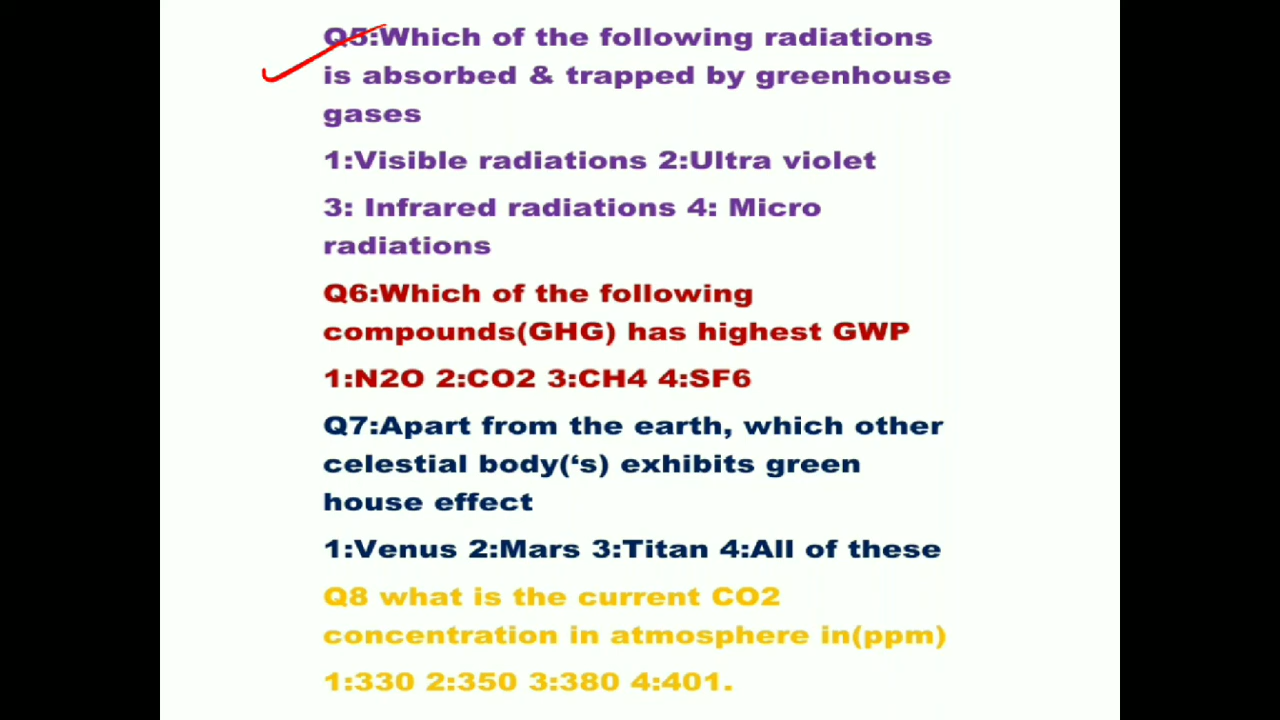 Q5:Which of the following radiations
is absorbed & trapped by greenhouse
gases
1:Visible radiations 2:Ultra violet
3: Infrared radiations 4: Micro
radiations
Q6:Which of the following
compounds(GHG) has highest GWP
1:N2O 2:CO2 3:CH4 4:SF6
Q7:Apart from the earth, which other
celestial body(‘s) exhibits green
house effect
1:Venus 2:Mars 3:Titan 4:All of these
Q8 what is the current CO2
concentration in atmosphere in(ppm)
1:330 2:350 3:380 4:401.